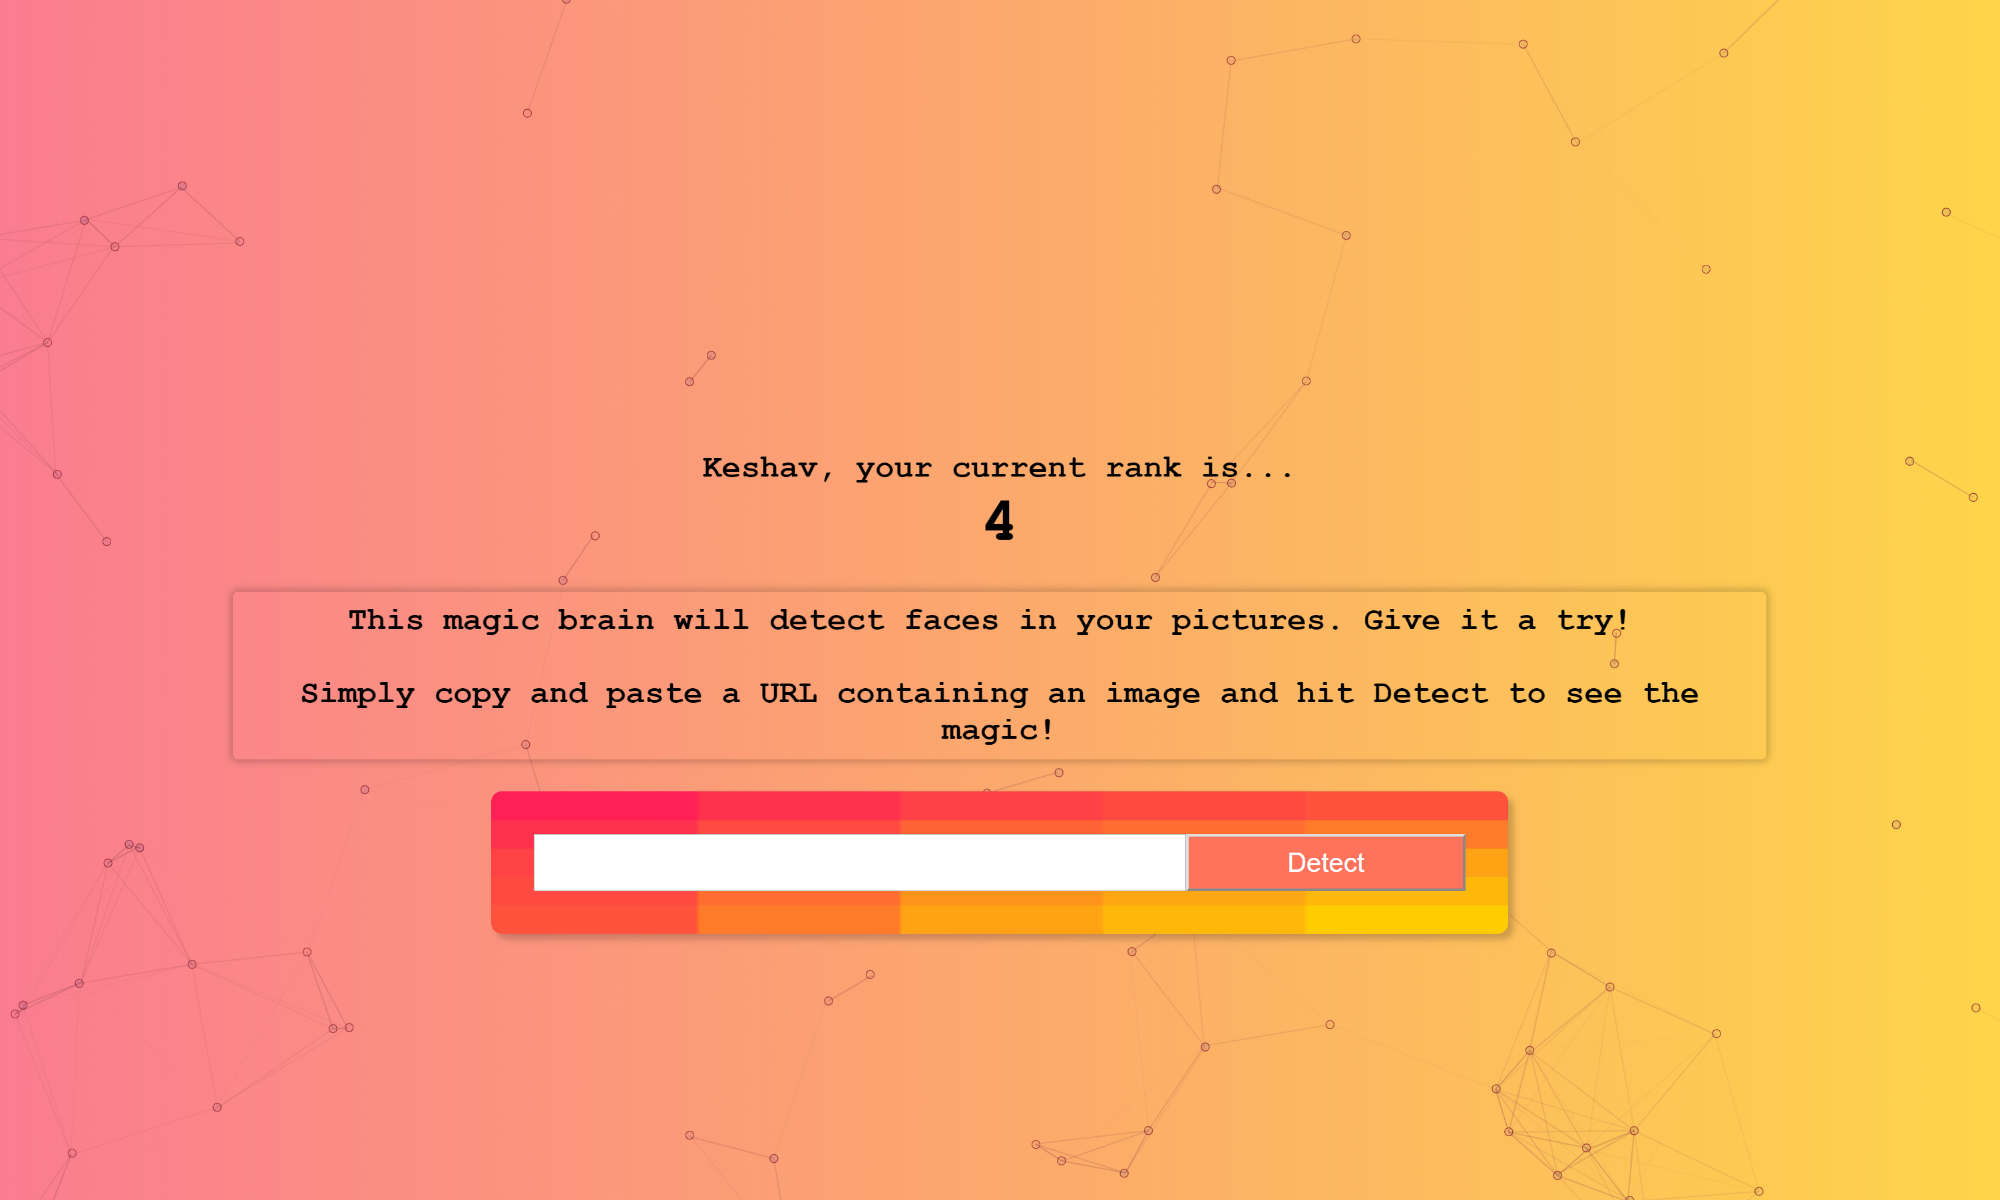 Keshav, your current rank is...
4
This magic brain will detect faces in your pictures. Give it a try!
Simply copy and paste a URL containing an image and hit Detect to see the
magic!
Detect